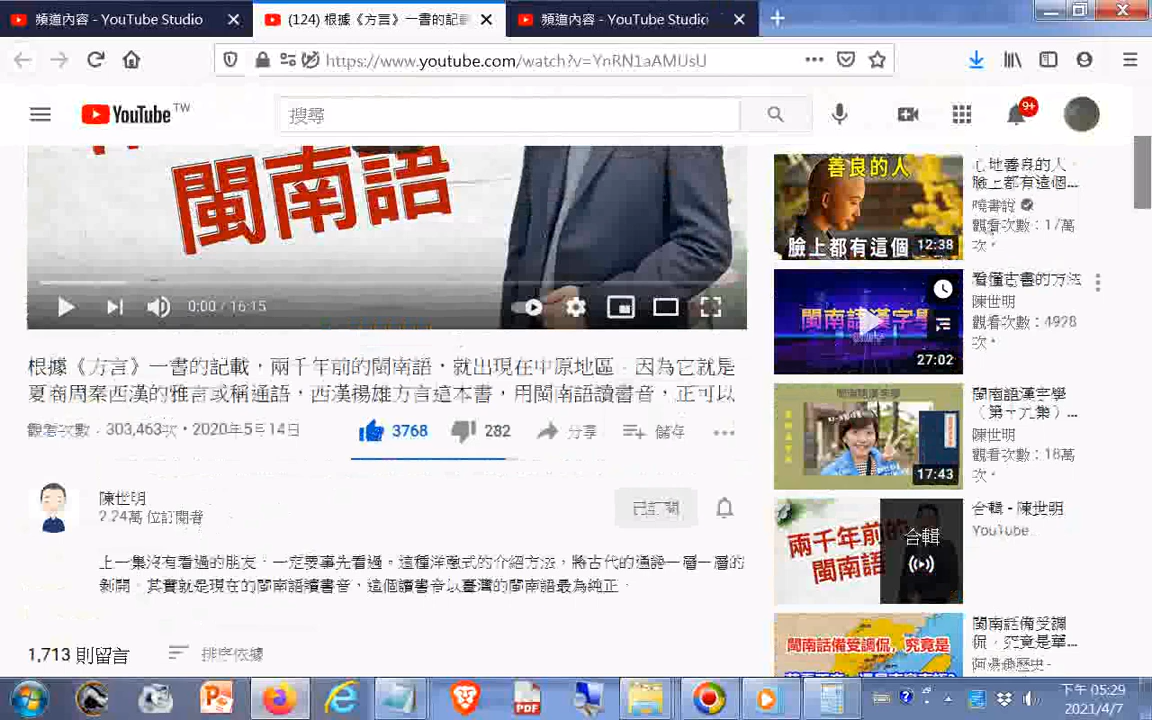 頻道內容 - YouTube Studio
(124) 根據《方言》一書的記載
頻道內容 - YouTube Studio
https://www.youtube.com/watch?v=YnRN1aAMUsU
YouTube TW
搜尋
9+
閩南語
0:00 / 16:15
根據《方言》一書的記載，兩千年前的閩南語，就出現在中原地區。因為它就是
夏商周秦西漢的雅言或稱通語，西漢楊雄方言這本書，用閩南語讀書音，正可以
觀看次數：303,463次・2020年5月14日
3768
282
分享
儲存
陳世明
2.24萬 位訂閱者
已訂閱
上一集沒有看過的朋友，一定要事先看過。這種洋蔥式的介紹方法，將古代的通語一層一層的
剝開。其實就是現在的閩南語讀書音，這個讀書音以臺灣的閩南語最為純正。
1,713 則留言
排序依據
善良的人
臉上都有這個
12:38
心地善良的人
臉上都有這個...
曉書說
觀看次數：17萬
次・
閩南語漢字學
27:02
看懂古書的方法
陳世明
觀看次數：4928
次・
17:43
閩南語漢字學
（第十九集）...
陳世明
觀看次數：18萬
次・
兩千年前的
閩南語
合輯
合輯 - 陳世明
YouTube
閩南話備受調侃，究竟是
閩南話備受調
侃，究竟是華...
下午 05:29
2021/4/7